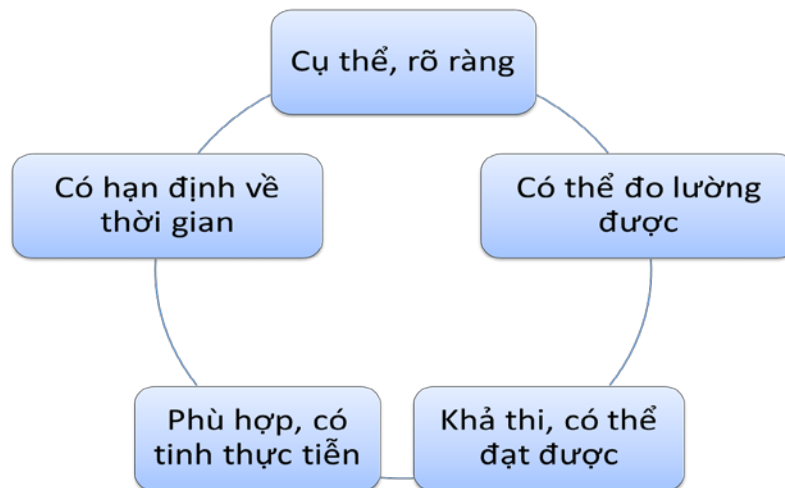 Cụ thể, rõ ràng
Có thể đo lường
được
Khả thi, có thể
đạt được
Phù hợp, có
tinh thực tiễn
Có hạn định về
thời gian